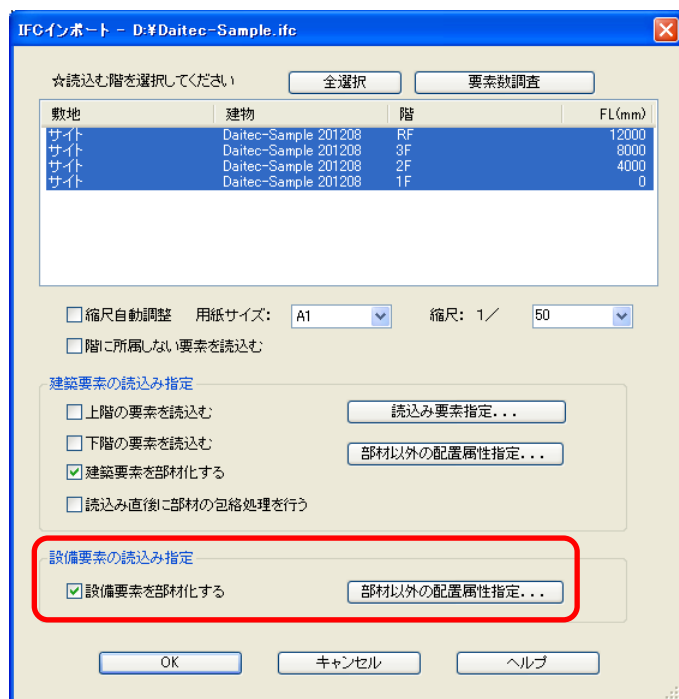 IFCインポート - D:¥Daitec-Sample.ifc
☆読込む階を選択してください 全選択 要素数調査
敷地 建物 階 FL(mm)
サイト Daitec-Sample 201208 RF 12000
サイト Daitec-Sample 201208 3F 8000
サイト Daitec-Sample 201208 2F 4000
サイト Daitec-Sample 201208 1F 0
縮尺自動調整 用紙サイズ: A1 縮尺: 1/ 50
階に所属しない要素を読込む
建築要素の読込み指定
上階の要素を読込む 読込み要素指定...
下階の要素を読込む 部材以外の配置属性指定...
建築要素を部材化する
読込み直後に部材の包絡処理を行う
設備要素の読込み指定
設備要素を部材化する 部材以外の配置属性指定...
OK キャンセル ヘルプ